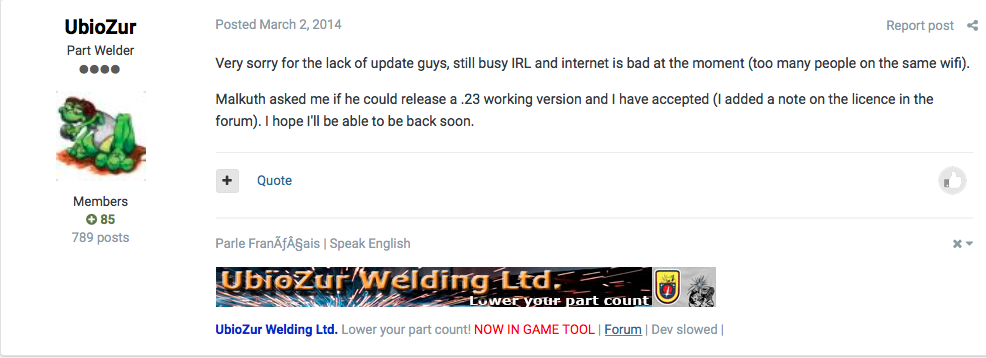 UbioZur
Part Welder
Members
85
789 posts
Posted March 2, 2014
Report post
Very sorry for the lack of update guys, still busy IRL and internet is bad at the moment (too many people on the same wifi).
Malkuth asked me if he could release a .23 working version and I have accepted (I added a note on the licence in the
forum). I hope I'll be able to be back soon.
+ Quote
Parle FranÃƒÂ§ais | Speak English
UbioZur Welding Ltd.
Lower your part count
UbioZur Welding Ltd. Lower your part count! NOW IN GAME TOOL | Forum | Dev slowed |